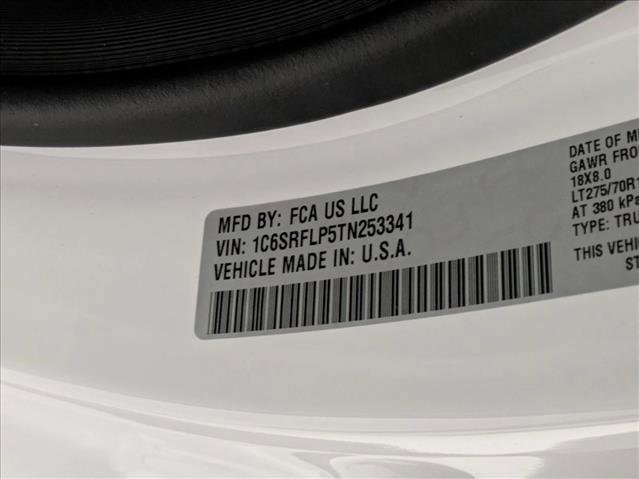 MFD BY: FCA US LLC
VIN: 1C6SRFLP5TN253341
VEHICLE MADE IN: U.S.A.
DATE OF M
GAWR FRO
18X8.0
LT275/70R1
AT 380 kPa
TYPE: TRU
THIS VEHIC
ST